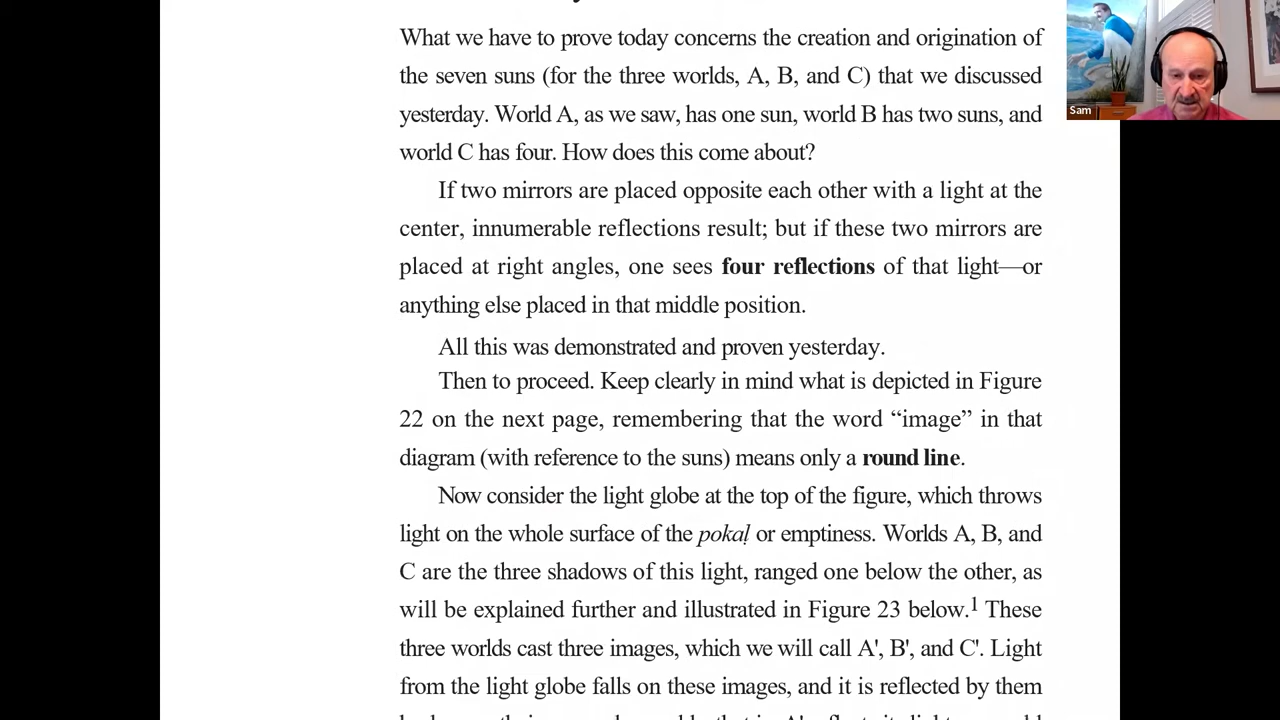 What we have to prove today concerns the creation and origination of
the seven suns (for the three worlds, A, B, and C) that we discussed
yesterday. World A, as we saw, has one sun, world B has two suns, and
world C has four. How does this come about?
If two mirrors are placed opposite each other with a light at the
center, innumerable reflections result; but if these two mirrors are
placed at right angles, one sees four reflections of that light—or
anything else placed in that middle position.
All this was demonstrated and proven yesterday.
Then to proceed. Keep clearly in mind what is depicted in Figure
22 on the next page, remembering that the word “image” in that
diagram (with reference to the suns) means only a round line.
Now consider the light globe at the top of the figure, which throws
light on the whole surface of the pokaḷ or emptiness. Worlds A, B, and
C are the three shadows of this light, ranged one below the other, as
will be explained further and illustrated in Figure 23 below.1 These
three worlds cast three images, which we will call A', B', and C'. Light
from the light globe falls on these images, and it is reflected by them
Sam